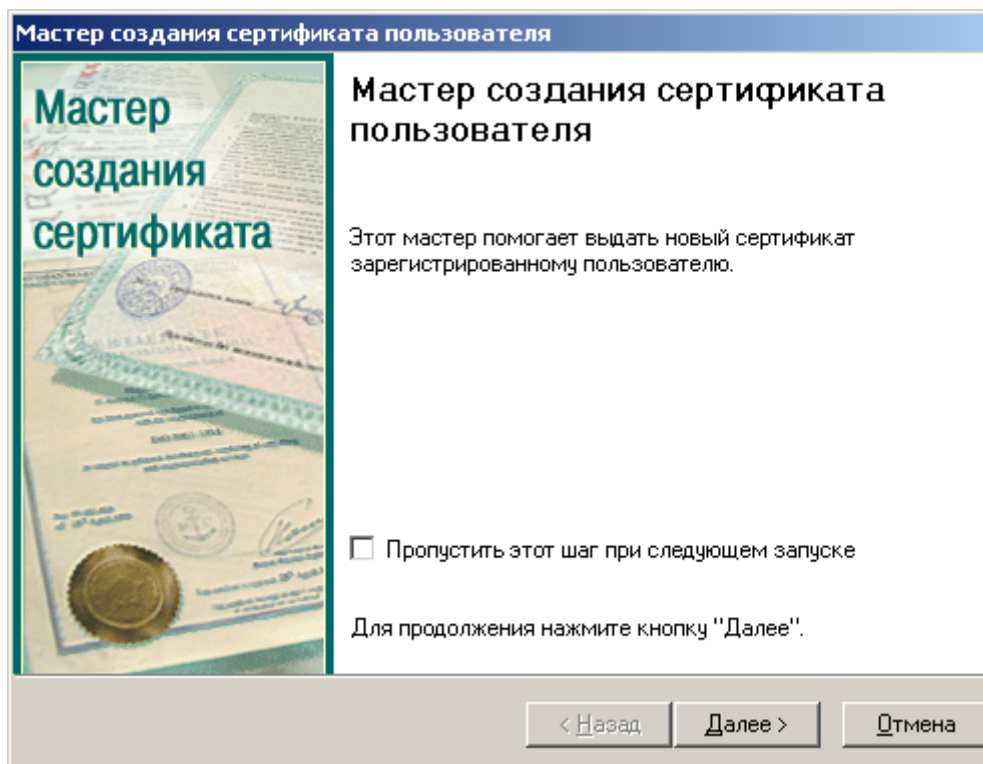 Мастер создания сертификата пользователя
Мастер
создания
сертификата
Мастер создания сертификата
пользователя
Этот мастер помогает выдать новый сертификат
зарегистрированному пользователю.
Пропустить этот шаг при следующем запуске
Для продолжения нажмите кнопку "Далее".
< Назад
Далее >
Отмена